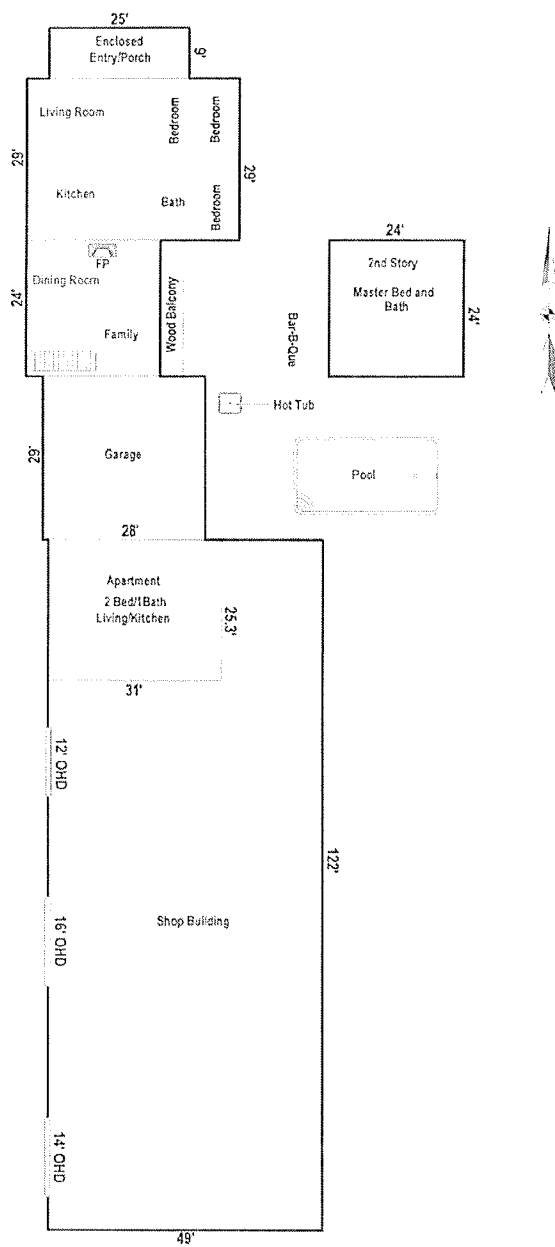 25'
Enclosed
Entry/Porch
9'
Living Room
Bedroom
Bedroom
29'
29'
Kitchen
Bath
Bedroom
FP
24'
Dining Room
Wood Balcony
Family
24'
2nd Story
Master Bed and
Bath
24'
Bar-B-Que
Hot Tub
29'
Garage
Pool
28'
Apartment
2 Bed/1Bath
Living/Kitchen
25.3'
31'
12' OHD
122'
16' OHD
Shop Building
14' OHD
49'